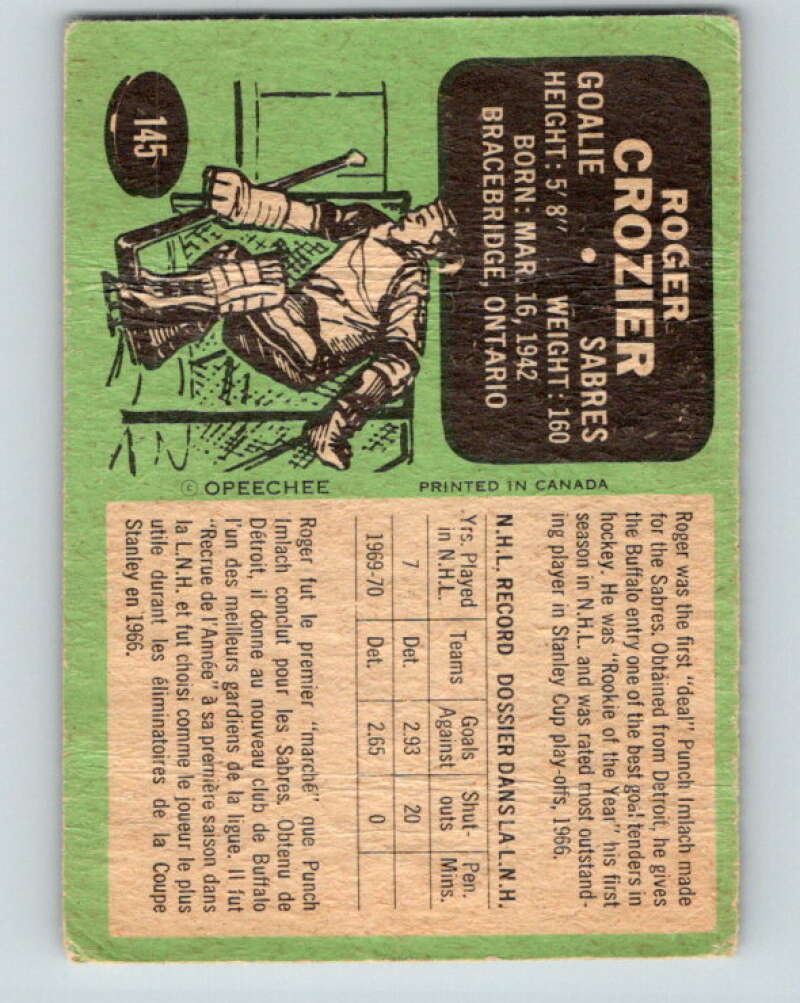 145
ROGER
CROZIER
GOALIE • SABRES
HEIGHT: 5'8" WEIGHT: 160
BORN: MAR. 16, 1942
BRACEBRIDGE, ONTARIO
© OPEECHEE PRINTED IN CANADA
Roger was the first "deal" Punch Imlach made
for the Sabres. Obtained from Detroit, he gives
the Buffalo entry one of the best goal tenders in
hockey. He was "Rookie of the Year" his first
season in N.H.L. and was rated most outstand-
ing player in Stanley Cup play-offs, 1966.
N.H.L. RECORD DOSSIER DANS LA L.N.H.
Yrs. Played Teams Goals Shut- Pen.
in N.H.L. Against outs Mins.
7 Det. 2.93 20
1969-70 Det. 2.65 0
Roger fut le premier "marché" que Punch
Imlach conclut pour les Sabres. Obtenu de
Détroit, il donne au nouveau club de Buffalo
l'un des meilleurs gardiens de la ligue. Il fut
"Recrue de l'Année" à sa première saison dans
la L.N.H. et fut choisi comme le joueur le plus
utile durant les éliminatoires de la Coupe
Stanley en 1966.